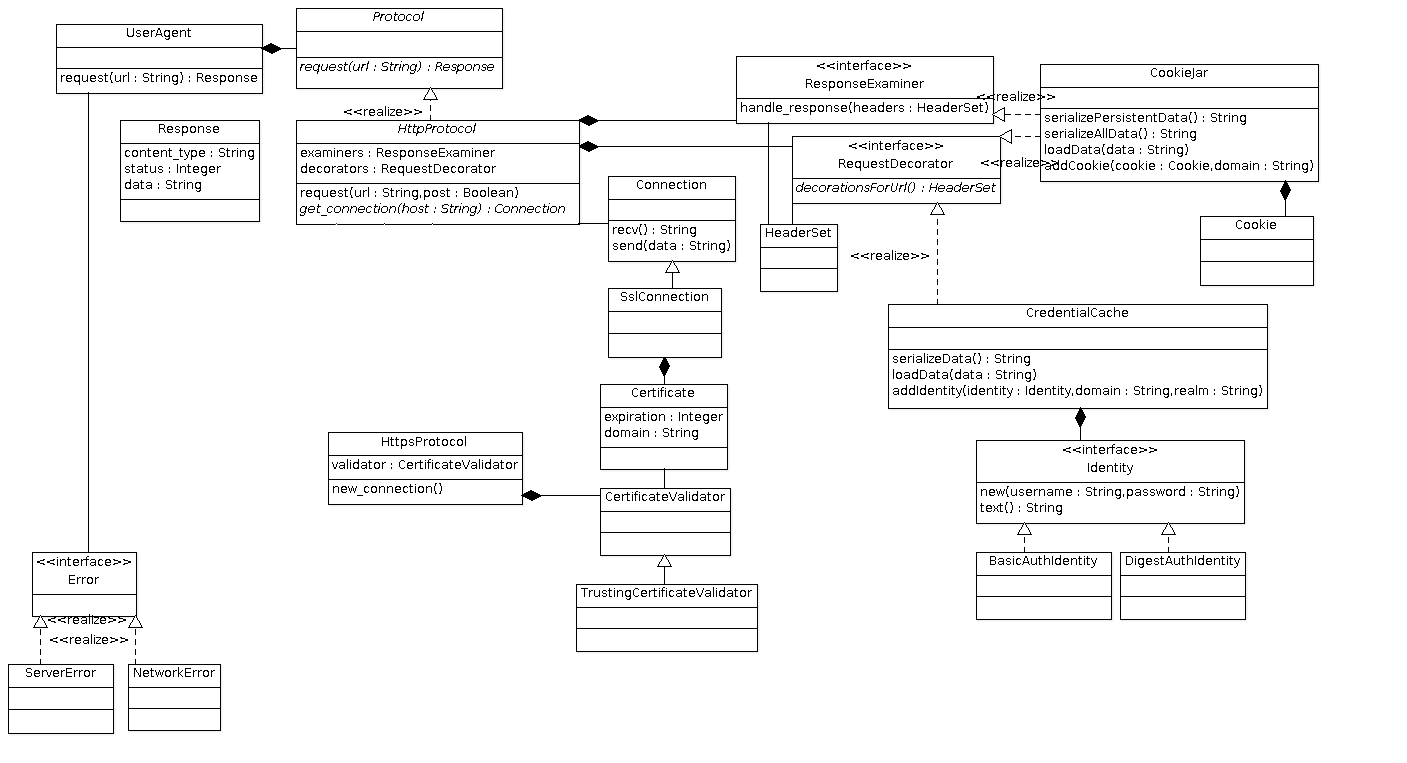 UserAgent
request(url : String) : Response
Protocol
request(url : String) : Response
<<realize>>
Response
content_type : String
status : Integer
data : String
HttpProtocol
examiners : ResponseExaminer
decorators : RequestDecorator
request(url : String,post : Boolean)
get_connection(host : String) : Connection
<<interface>>
ResponseExaminer
handle_response(headers : HeaderSet)
<<realize>>
<<interface>>
RequestDecorator
decorationsForUrl() : HeaderSet
<<realize>>
CookieJar
serializePersistentData() : String
serializeAllData() : String
loadData(data : String)
addCookie(cookie : Cookie,domain : String)
Connection
recv() : String
send(data : String)
HeaderSet
Cookie
<<realize>>
SslConnection
CredentialCache
serializeData() : String
loadData(data : String)
addIdentity(identity : Identity,domain : String,realm : String)
Certificate
expiration : Integer
domain : String
HttpsProtocol
validator : CertificateValidator
new_connection()
<<interface>>
Identity
new(username : String,password : String)
text() : String
CertificateValidator
BasicAuthIdentity
DigestAuthIdentity
TrustingCertificateValidator
<<interface>>
Error
<<realize>>
<<realize>>
ServerError
NetworkError